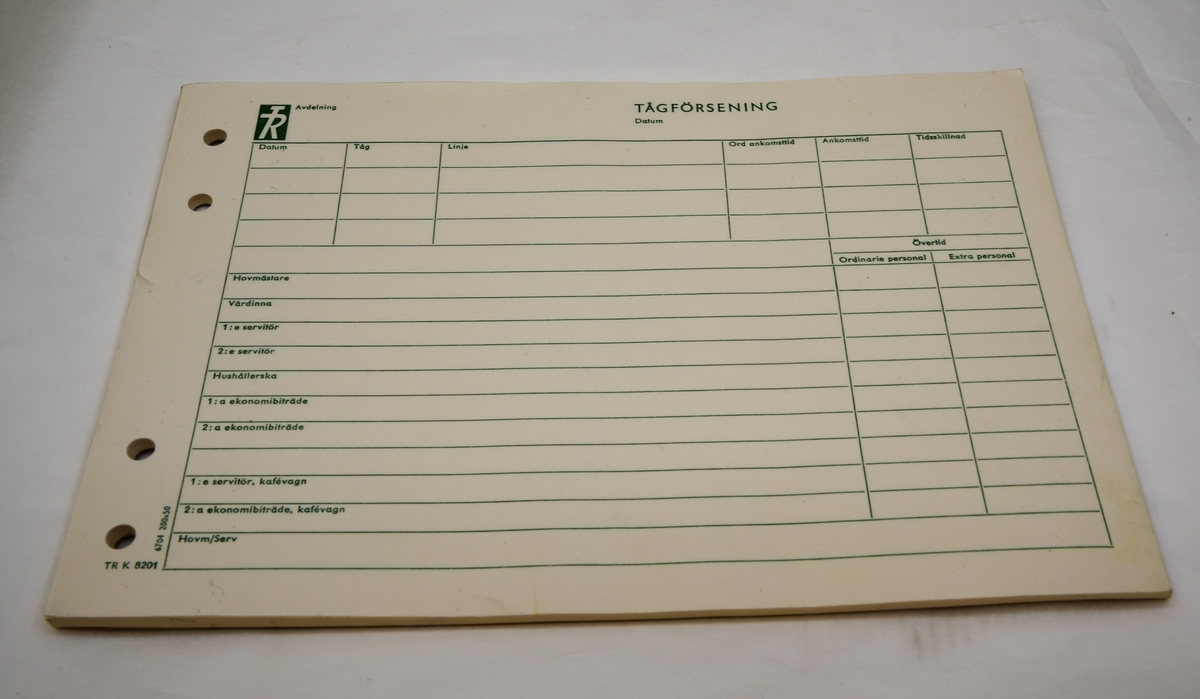 TR Avdelning
TÅGFÖRSENING
Datum
Datum Tåg Linje Ord ankomsttid Ankomsttid Tidsskillnad
Övertid
Ordinarie personal Extra personal
Hovmästare
Värdinna
1:e servitör
2:e servitör
Hushållerska
1:a ekonomibiträde
2:a ekonomibiträde
1:e servitör, kafévagn
2:a ekonomibiträde, kafévagn
Hovm/Serv
6704 200x50
TR K 8201